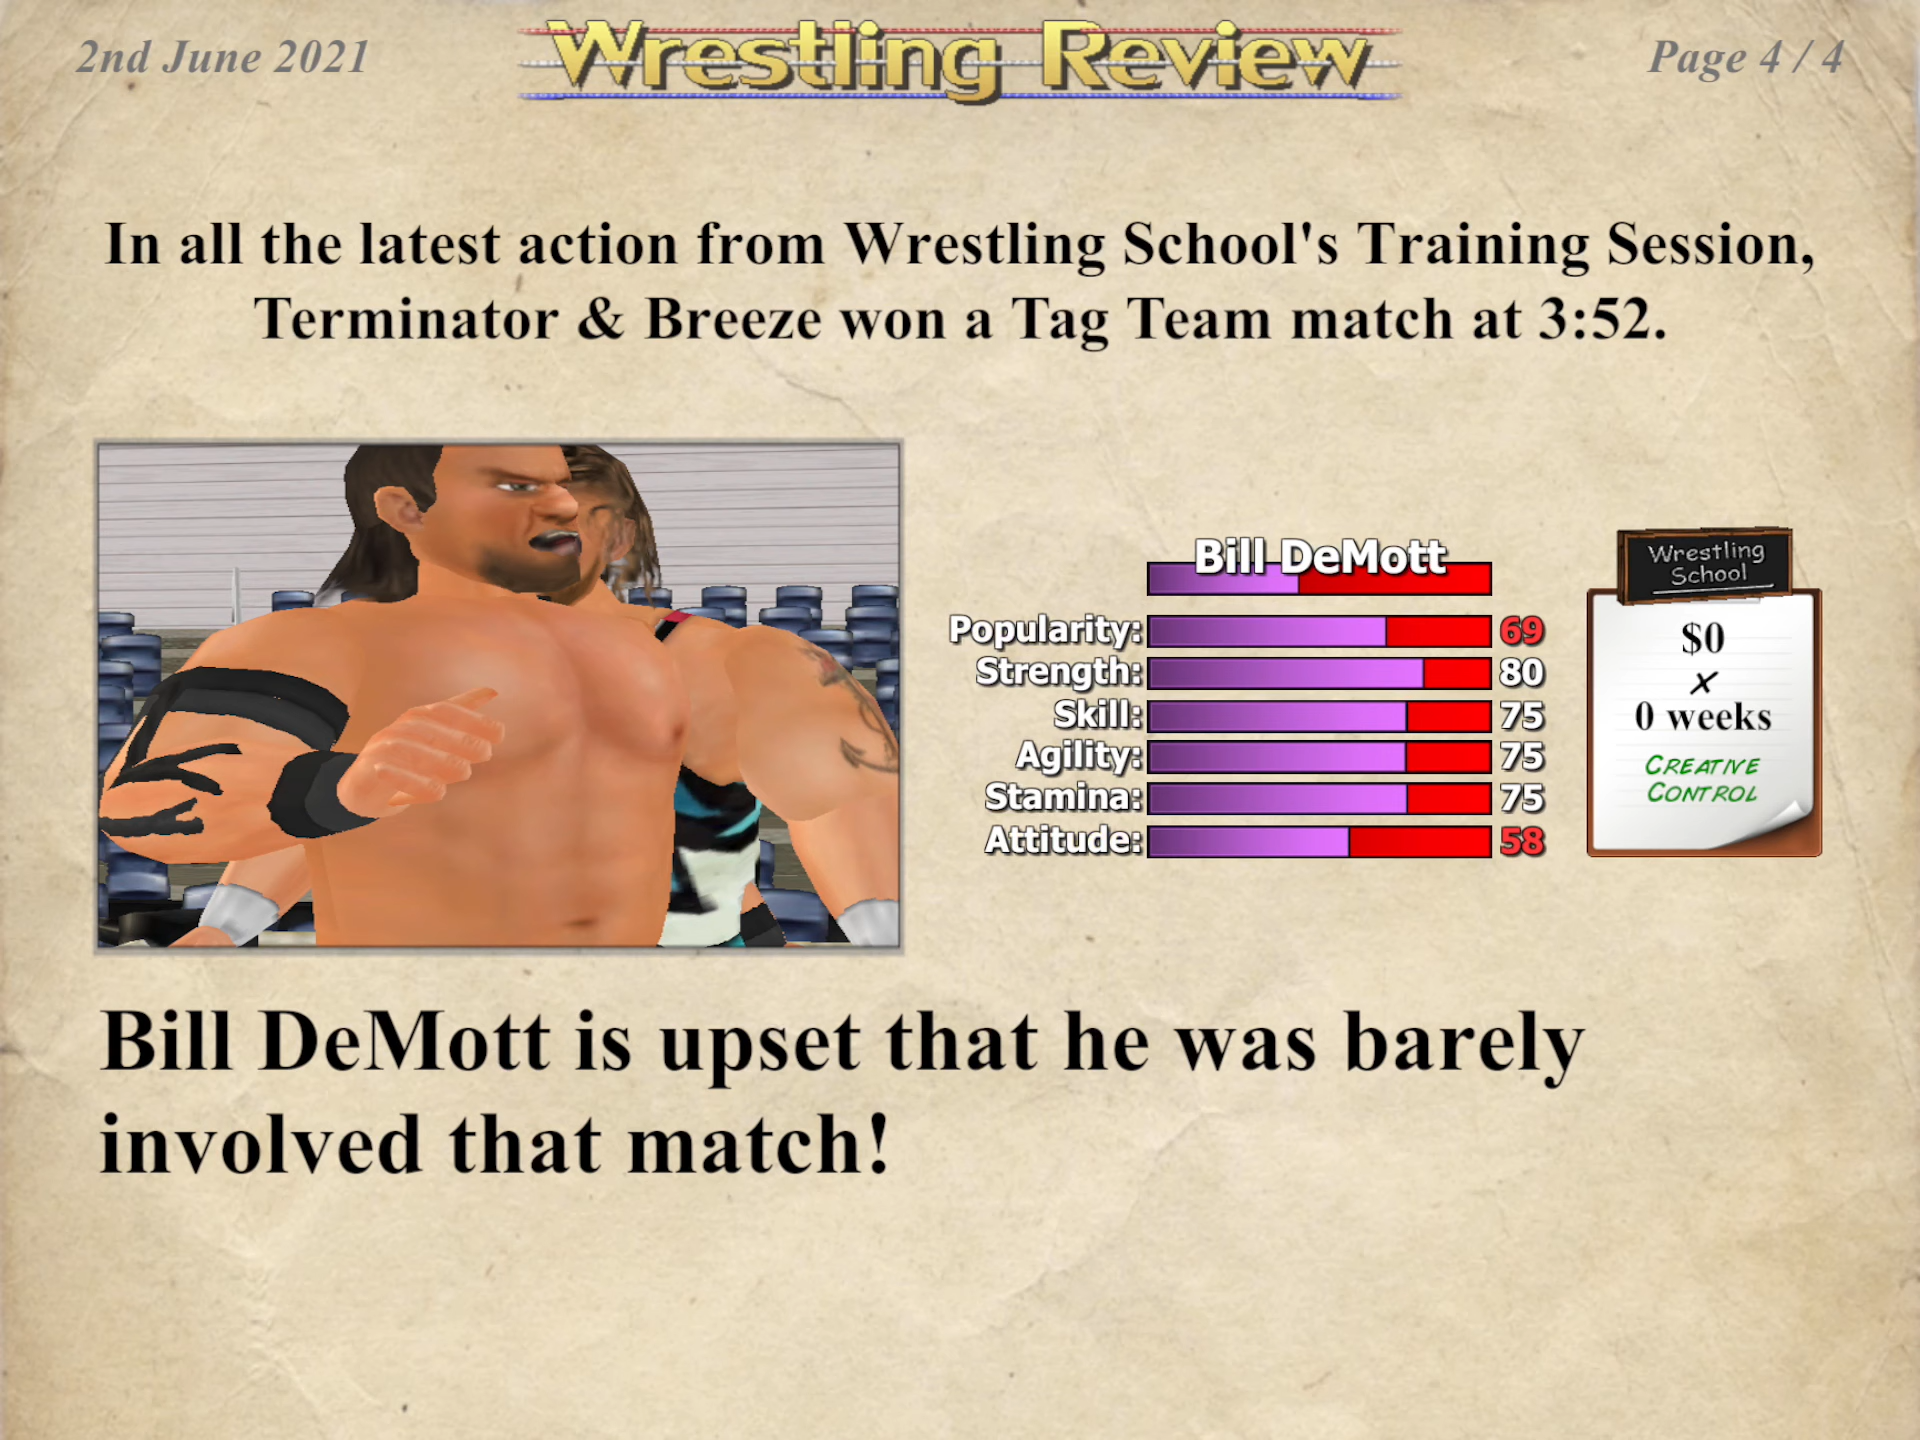 2nd June 2021
Wrestling Review
Page 4 / 4
In all the latest action from Wrestling School's Training Session,
Terminator & Breeze won a Tag Team match at 3:52.
Bill DeMott
Popularity: 69
Strength: 80
Skill: 75
Agility: 75
Stamina: 75
Attitude: 58
Wrestling
School
$0
x
0 weeks
CREATIVE
CONTROL
Bill DeMott is upset that he was barely
involved that match!